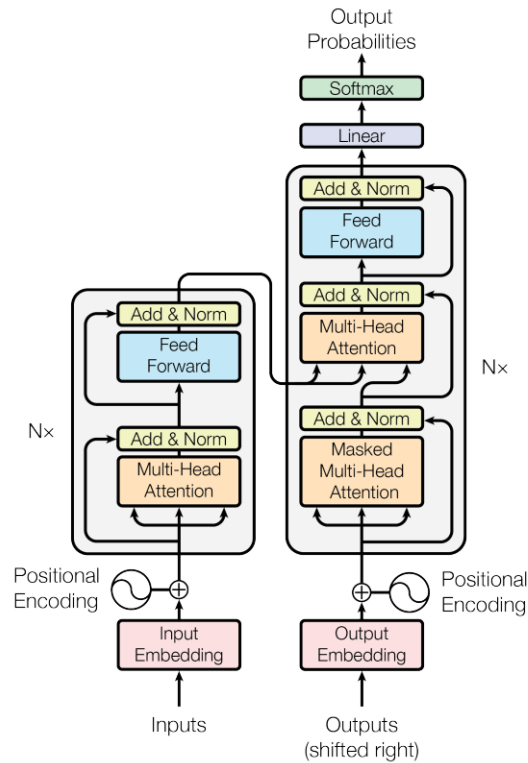 Output
Probabilities
Softmax
Linear
Add & Norm
Feed
Forward
Add & Norm
Multi-Head
Attention
Add & Norm
Masked
Multi-Head
Attention
N×
Add & Norm
Feed
Forward
Add & Norm
Multi-Head
Attention
N×
Positional
Encoding
Positional
Encoding
Input
Embedding
Output
Embedding
Inputs
Outputs
(shifted right)